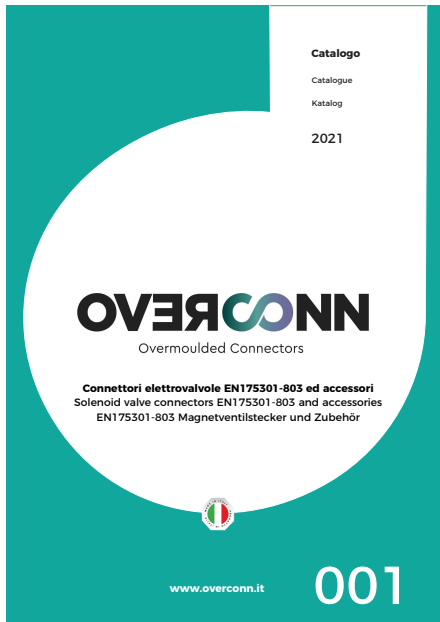 Catalogo
Catalogue
Katalog
2021
OVERCONN
Overmoulded Connectors
Connettori elettrovalvole EN175301-803 ed accessori
Solenoid valve connectors EN175301-803 and accessories
EN175301-803 Magnetventilstecker und Zubehör
www.overconn.it
001